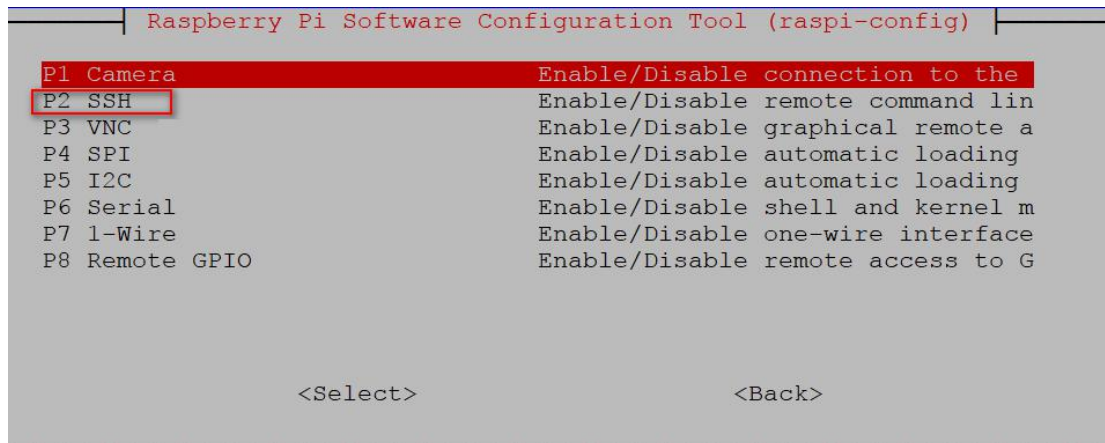 Raspberry Pi Software Configuration Tool (raspi-config)
P1 Camera Enable/Disable connection to the
P2 SSH Enable/Disable remote command lin
P3 VNC Enable/Disable graphical remote a
P4 SPI Enable/Disable automatic loading
P5 I2C Enable/Disable automatic loading
P6 Serial Enable/Disable shell and kernel m
P7 1-Wire Enable/Disable one-wire interface
P8 Remote GPIO Enable/Disable remote access to G
<Select> <Back>